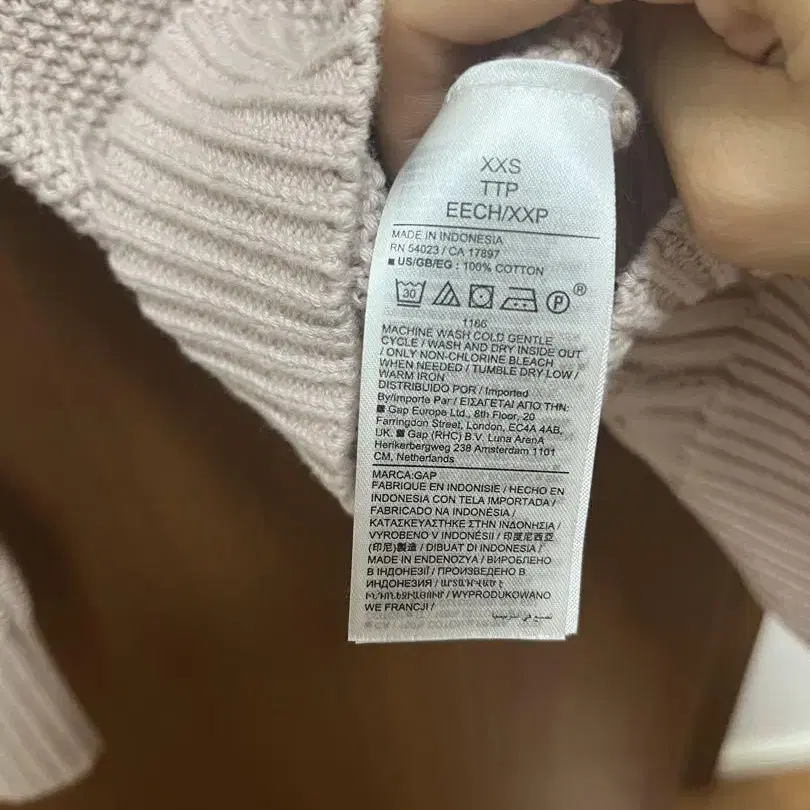 XXS
TTP
EECH/XXP
MADE IN INDONESIA
RN 54023 / CA 17897
■ US/GB/EG : 100% COTTON
30 P ®
1166
MACHINE WASH COLD GENTLE
CYCLE / WASH AND DRY INSIDE OUT
/ ONLY NON-CHLORINE BLEACH
WHEN NEEDED / TUMBLE DRY LOW /
WARM IRON
DISTRIBUIDO POR / Imported
By/Importe Par / ΕΙΣΑΓΕΤΑΙ ΑΠΟ ΤΗΝ:
■ Gap Europe Ltd., 8th Floor, 20
Farringdon Street, London, EC4A 4AB,
UK. ■ Gap (RHC) B.V. Luna ArenA
Herikerbergweg 238 Amsterdam 1101
CM, Netherlands
MARCA:GAP
FABRIQUE EN INDONISIE / HECHO EN
INDONESIA CON TELA IMPORTADA /
FABRICADO NA INDONÉSIA /
ΚΑΤΑΣΚΕΥΑΣΤΗΚΕ ΣΤΗΝ ΙΝΔΟΝΗΣΙΑ /
VYROBENO V INDONÉSII / 印度尼西亞
(印尼)製造 / DIBUAT DI INDONESIA /
MADE IN ENDENOZYA / ВИРОБЛЕНО
В ІНДОНЕЗІЇ / ПРОИЗВЕДЕНО В
ИНДОНЕЗИЯ /
/ WYPRODUKOWANO
WE FRANCJI /